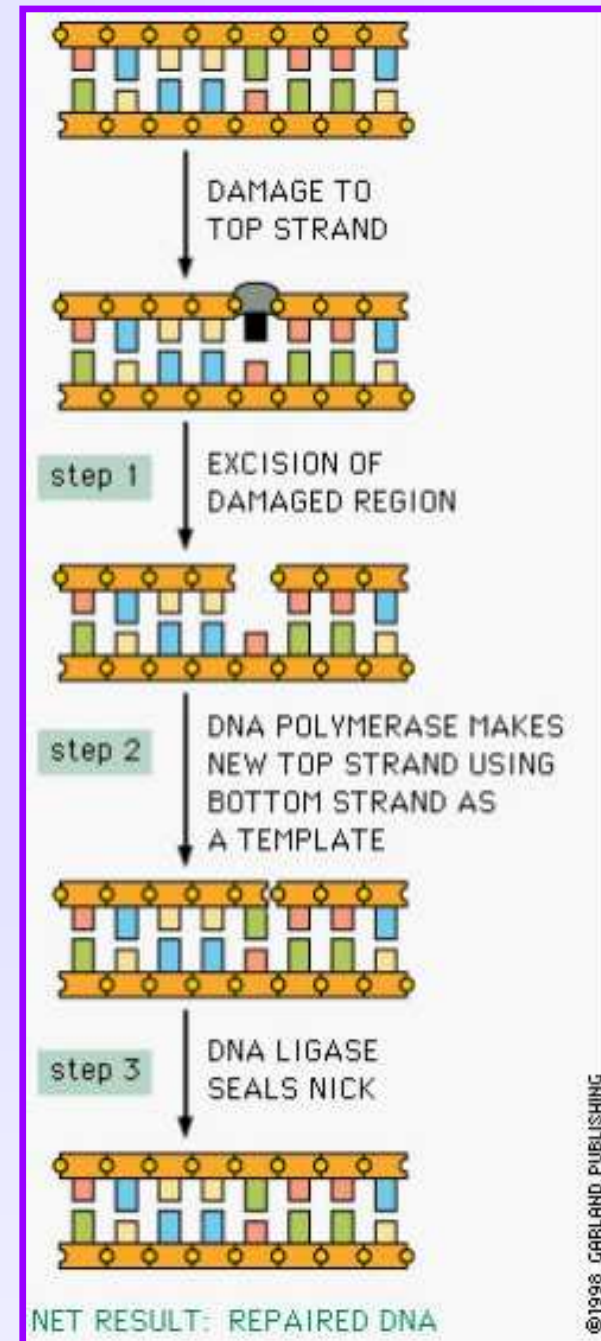 DAMAGE TO
TOP STRAND
step 1
EXCISION OF
DAMAGED REGION
step 2
DNA POLYMERASE MAKES
NEW TOP STRAND USING
BOTTOM STRAND AS
A TEMPLATE
step 3
DNA LIGASE
SEALS NICK
NET RESULT: REPAIRED DNA
©1998 GARLAND PUBLISHING